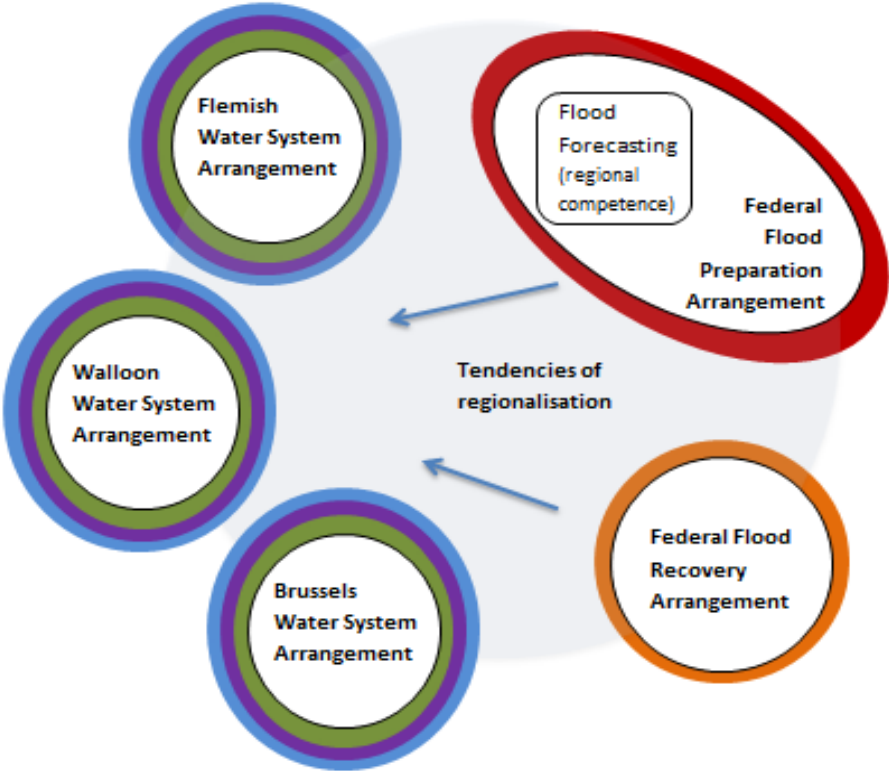 Flemish
Water System
Arrangement
Flood
Forecasting
(regional
competence)
Federal
Flood
Preparation
Arrangement
Walloon
Water System
Arrangement
Tendencies of
regionalisation
Federal Flood
Recovery
Arrangement
Brussels
Water System
Arrangement